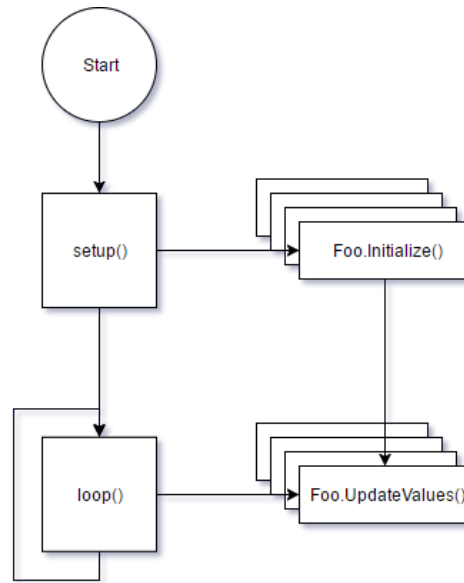 Start
setup()
Foo.Initialize()
loop()
Foo.UpdateValues()